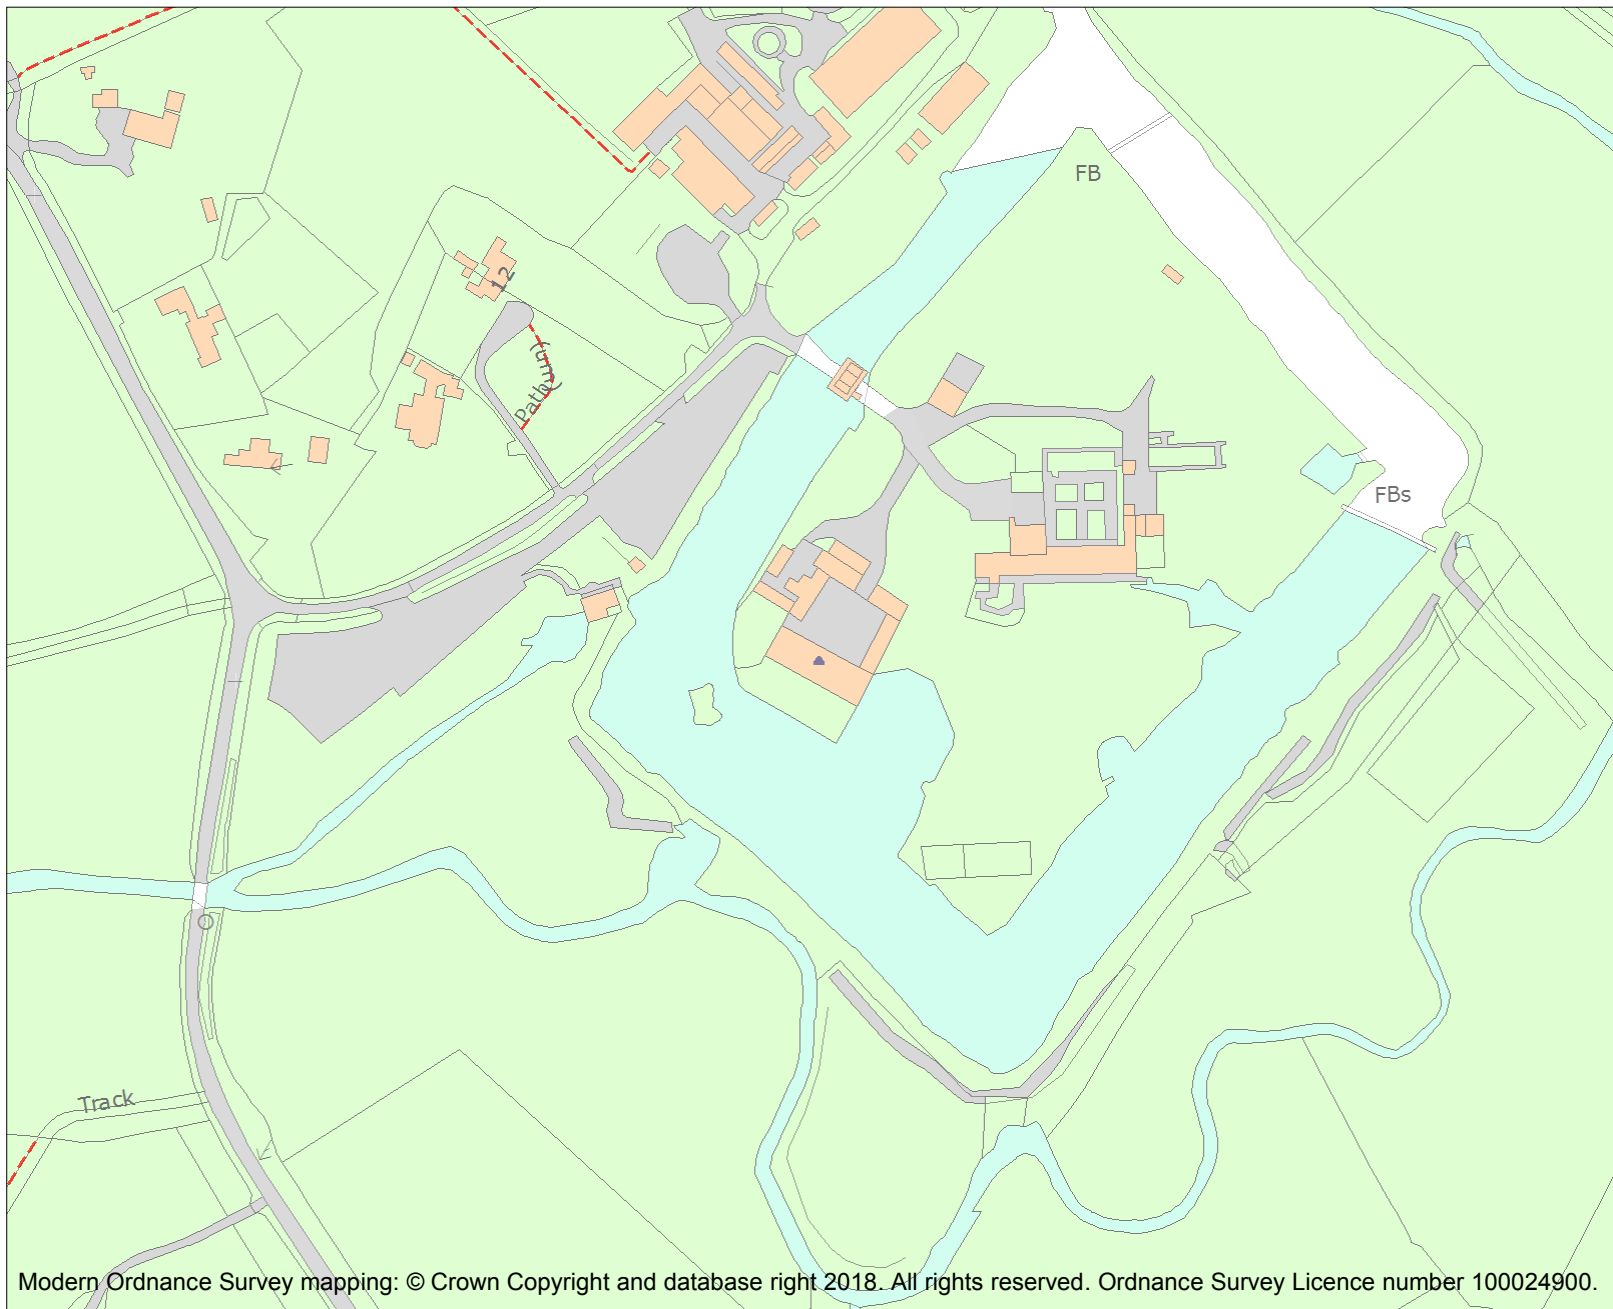 FB
12
Path (um)
FBs
Track
Modern Ordnance Survey mapping: © Crown Copyright and database right 2018. All rights reserved. Ordnance Survey Licence number 100024900.